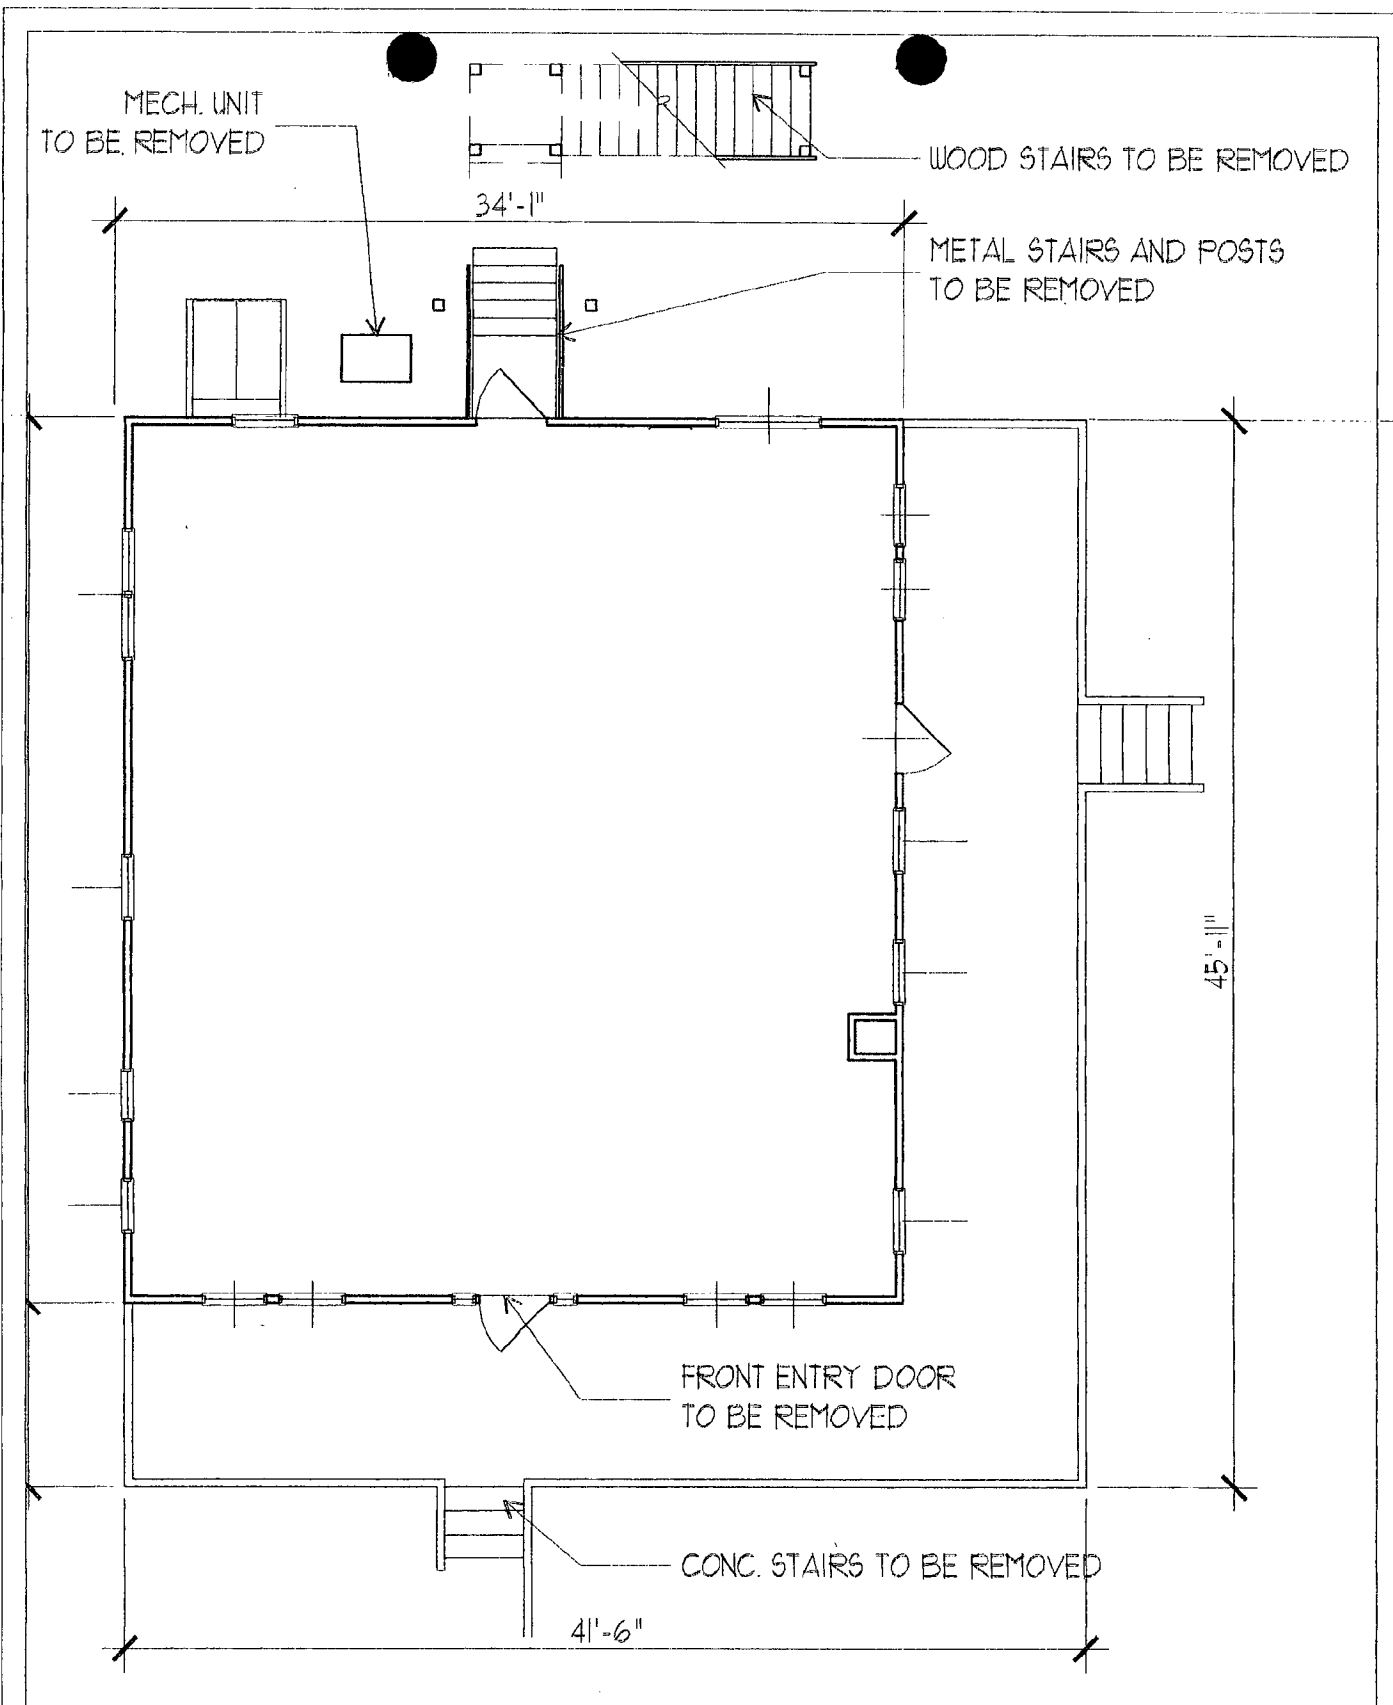 MECH. UNIT
TO BE REMOVED
WOOD STAIRS TO BE REMOVED
34'-1"
METAL STAIRS AND POSTS
TO BE REMOVED
45'-11"
FRONT ENTRY DOOR
TO BE REMOVED
CONC. STAIRS TO BE REMOVED
41'-6"